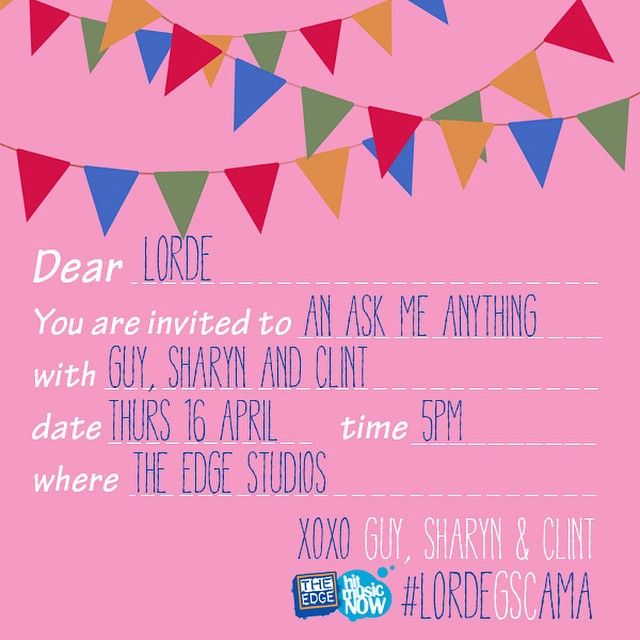 Dear LORDE
You are invited to AN ASK ME ANYTHING
with GUY, SHARYN AND CLINT
date THURS 16 APRIL time 5PM
where THE EDGE STUDIOS
XOXO GUY, SHARYN & CLINT
THE EDGE hit music NOW #LORDEGSCAMA